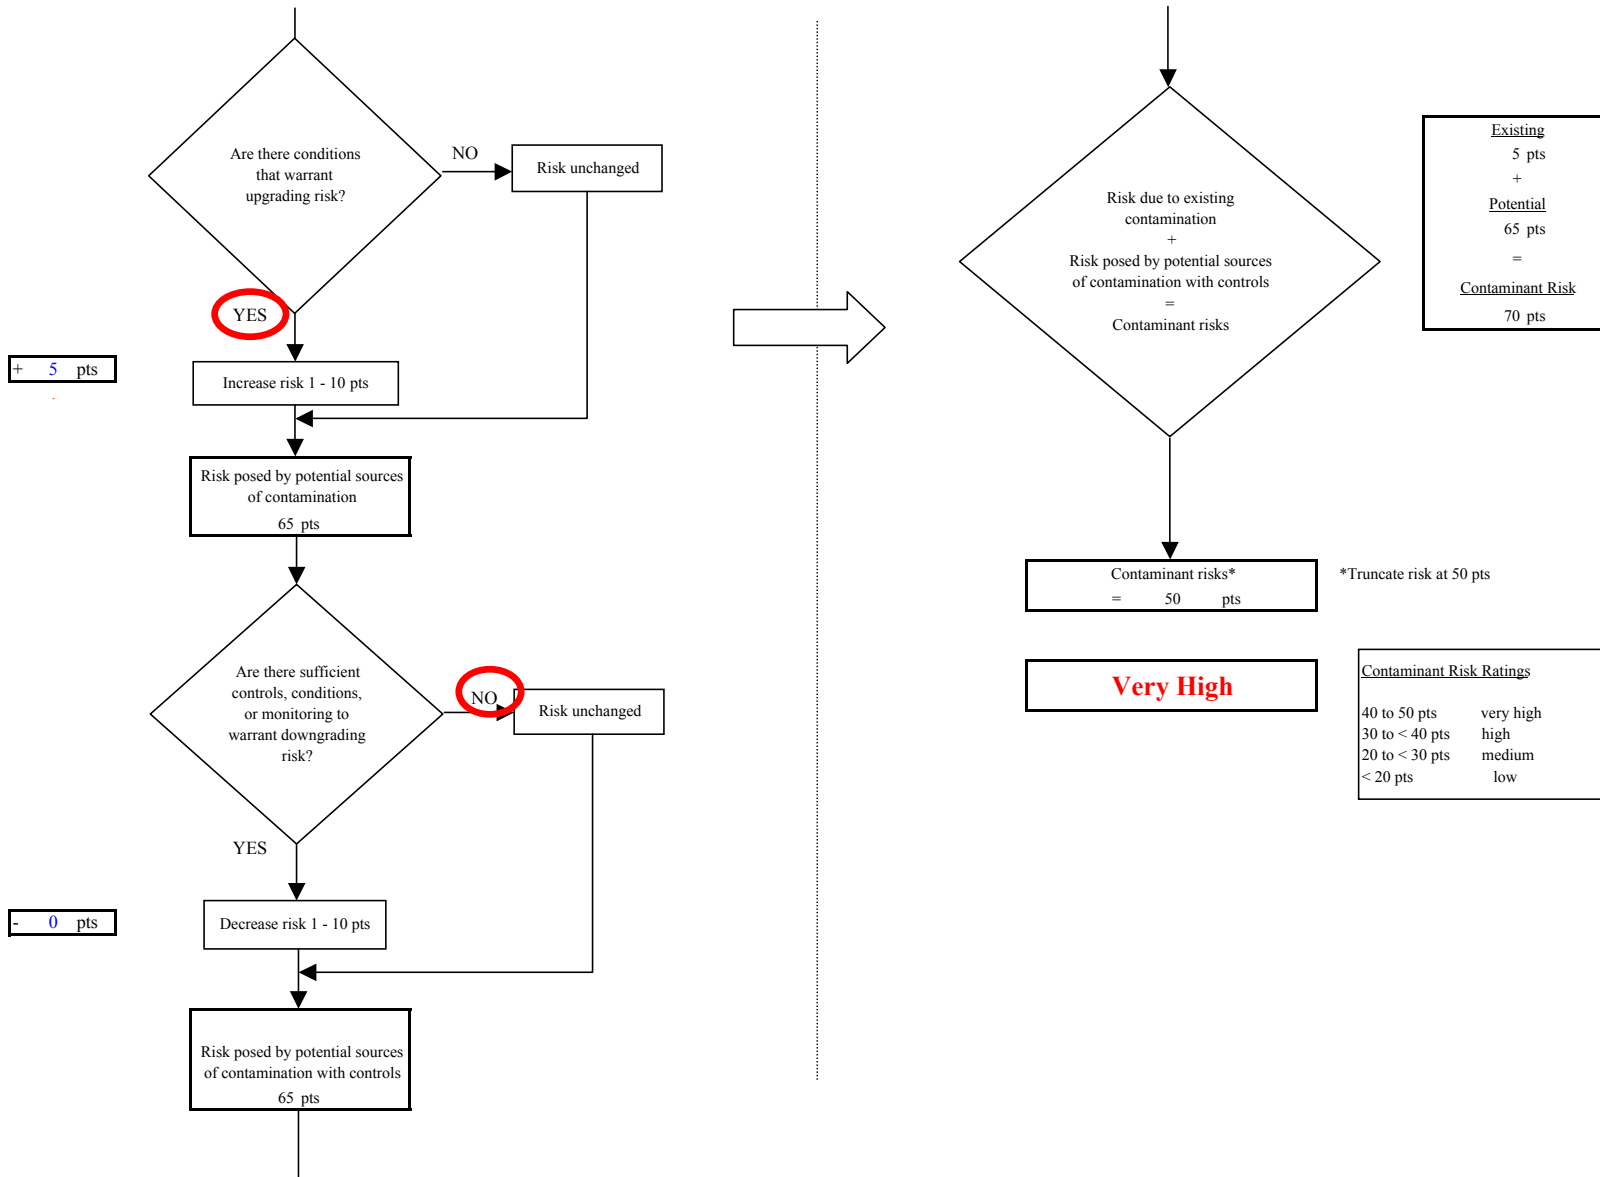 Are there conditions
that warrant
upgrading risk?
NO
Risk unchanged
YES
+ 5 pts
Increase risk 1 - 10 pts
Risk posed by potential sources
of contamination
65 pts
Are there sufficient
controls, conditions,
or monitoring to
warrant downgrading
risk?
NO
Risk unchanged
YES
- 0 pts
Decrease risk 1 - 10 pts
Risk posed by potential sources
of contamination with controls
65 pts
Risk due to existing
contamination
+
Risk posed by potential sources
of contamination with controls
=
Contaminant risks
Existing
5 pts
+
Potential
65 pts
=
Contaminant Risk
70 pts
Contaminant risks*
= 50 pts
*Truncate risk at 50 pts
Very High
Contaminant Risk Ratings
40 to 50 pts very high
30 to < 40 pts high
20 to < 30 pts medium
< 20 pts low